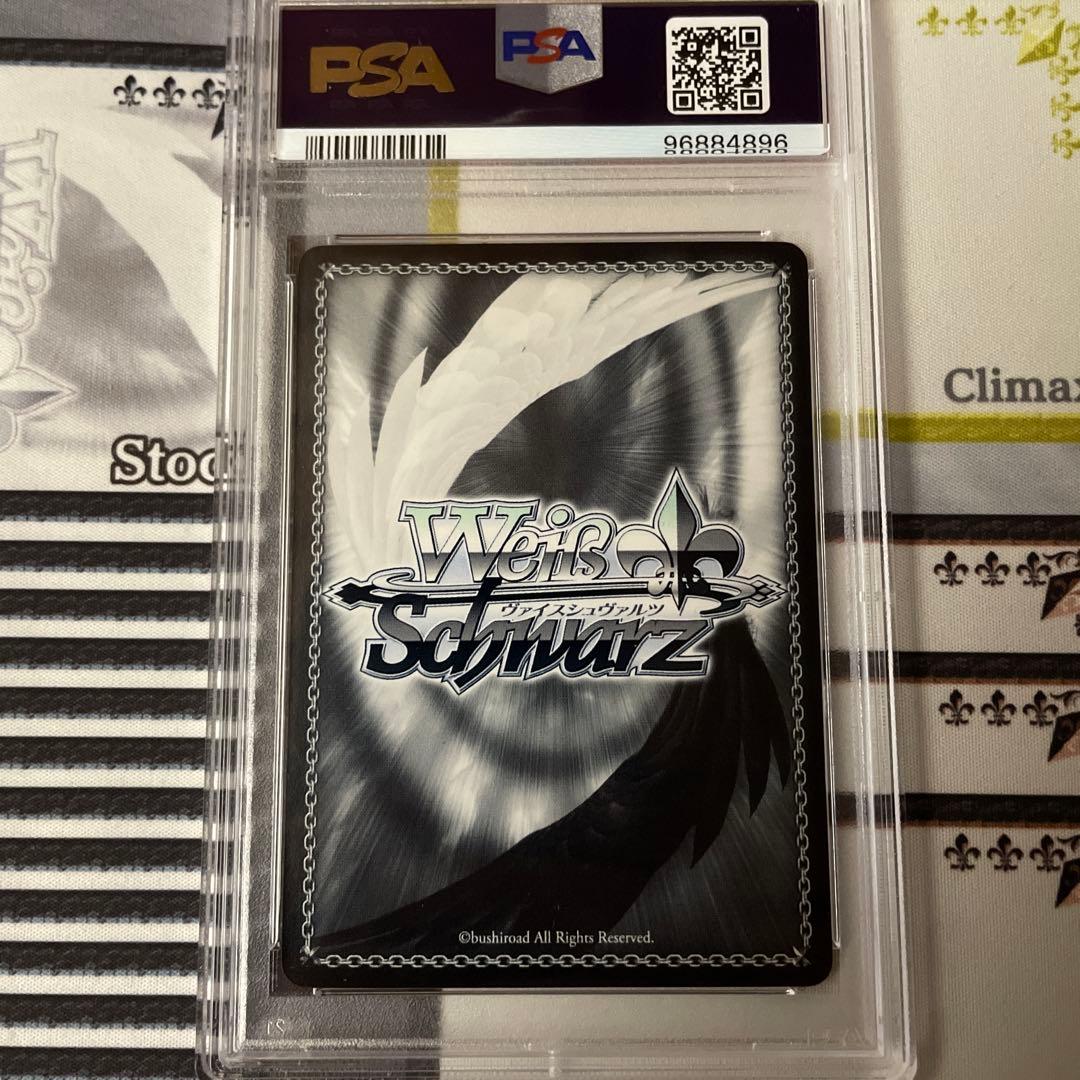 PSA
PSA
96884896
Stoc
Climax
Weiß
ヴァイスシュヴァルツ
Schwarz
©bushiroad All Rights Reserved.